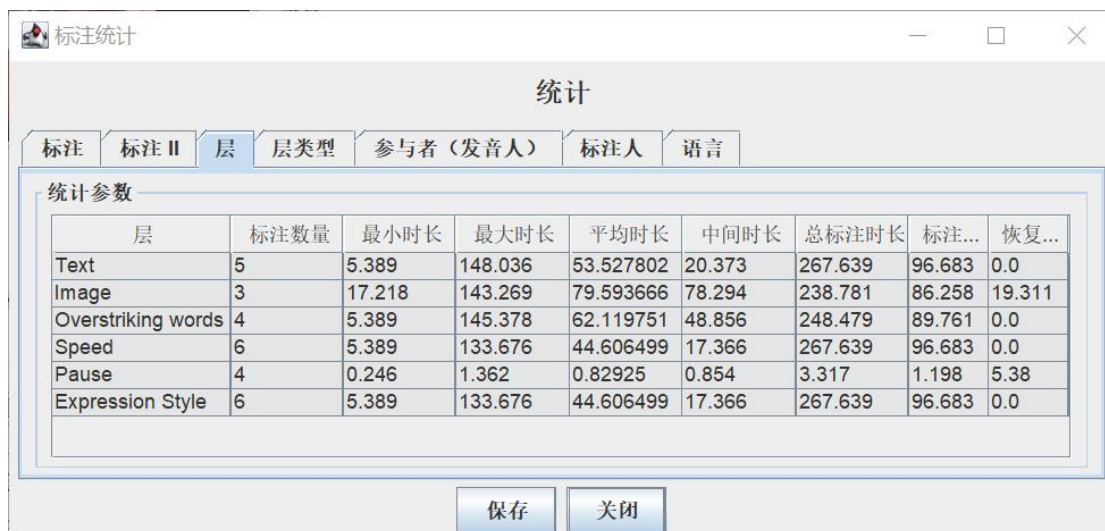 标注统计
统计
标注 标注 II 层 层类型 参与者（发音人） 标注人 语言
统计参数
层 标注数量 最小时长 最大时长 平均时长 中间时长 总标注时长 标注... 恢复...
Text 5 5.389 148.036 53.527802 20.373 267.639 96.683 0.0
Image 3 17.218 143.269 79.593666 78.294 238.781 86.258 19.311
Overstriking words 4 5.389 145.378 62.119751 48.856 248.479 89.761 0.0
Speed 6 5.389 133.676 44.606499 17.366 267.639 96.683 0.0
Pause 4 0.246 1.362 0.82925 0.854 3.317 1.198 5.38
Expression Style 6 5.389 133.676 44.606499 17.366 267.639 96.683 0.0
保存 关闭